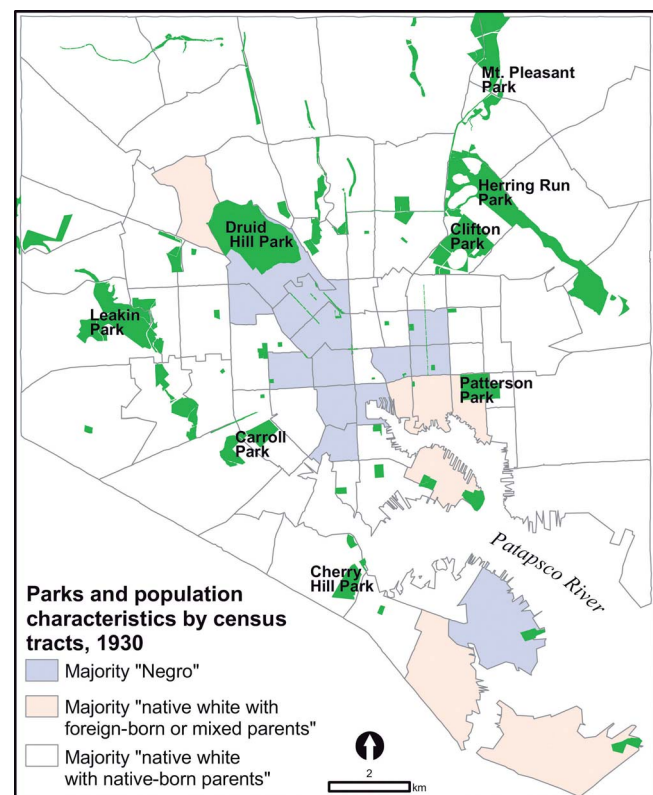 Mt. Pleasant
Park
Herring Run
Park
Clifton
Park
Druid
Hill Park
Leakin
Park
Patterson
Park
Carroll
Park
Cherry
Hill Park
Patapsco River
Parks and population
characteristics by census
tracts, 1930
Majority "Negro"
Majority "native white with
foreign-born or mixed parents"
Majority "native white
with native-born parents"
2
km